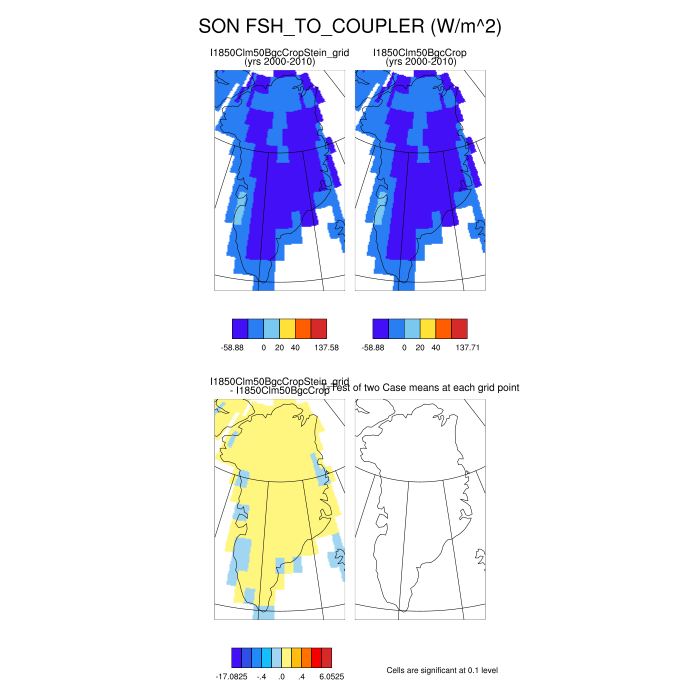 SON FSH_TO_COUPLER (W/m^2)
I1850Clm50BgcCropStein_grid
(yrs 2000-2010)
I1850Clm50BgcCrop
(yrs 2000-2010)
-58.88 0 20 40 137.58
-58.88 0 20 40 137.71
I1850Clm50BgcCropStein_grid
- I1850Clm50BgcCrop
T-Test of two Case means at each grid point
-17.0825 -.4 .0 .4 6.0525
Cells are significant at 0.1 level